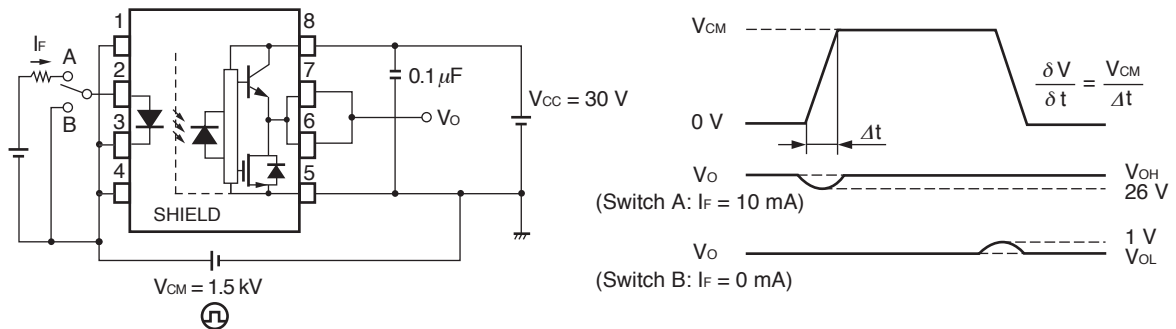 1
8
IF
A
2
7
0.1 μF
B
VCC = 30 V
VO
3
6
4
5
SHIELD
VCM = 1.5 kV
VCM
δV
δt
=
VCM
Δt
0 V
Δt
VO
VOH
26 V
(Switch A: IF = 10 mA)
1 V
VO
VOL
(Switch B: IF = 0 mA)